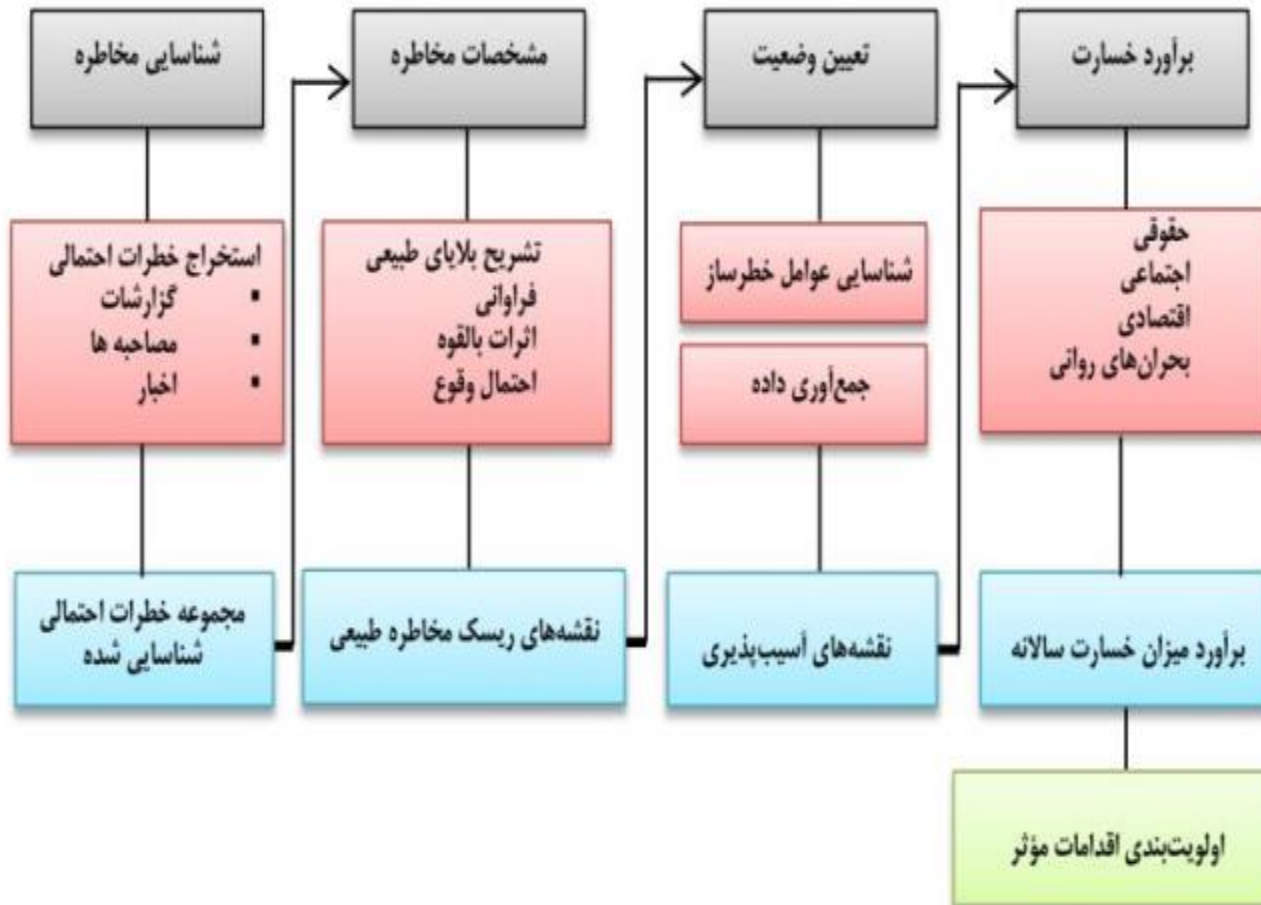 شناسایی مخاطره
مشخصات مخاطره
تعیین وضعیت
برآورد خسارت
استخراج خطرات احتمالی
▪ گزارشات
▪ مصاحبه ها
▪ اخبار
تشریح بلایای طبیعی
فراوانی
اثرات بالقوه
احتمال وقوع
شناسایی عوامل خطرساز
جمع‌آوری داده
حقوقی
اجتماعی
اقتصادی
بحران‌های روانی
مجموعه خطرات احتمالی
شناسایی شده
نقشه‌های ریسک مخاطره طبیعی
نقشه‌های آسیب‌پذیری
برآورد میزان خسارت سالانه
اولویت‌بندی اقدامات مؤثر